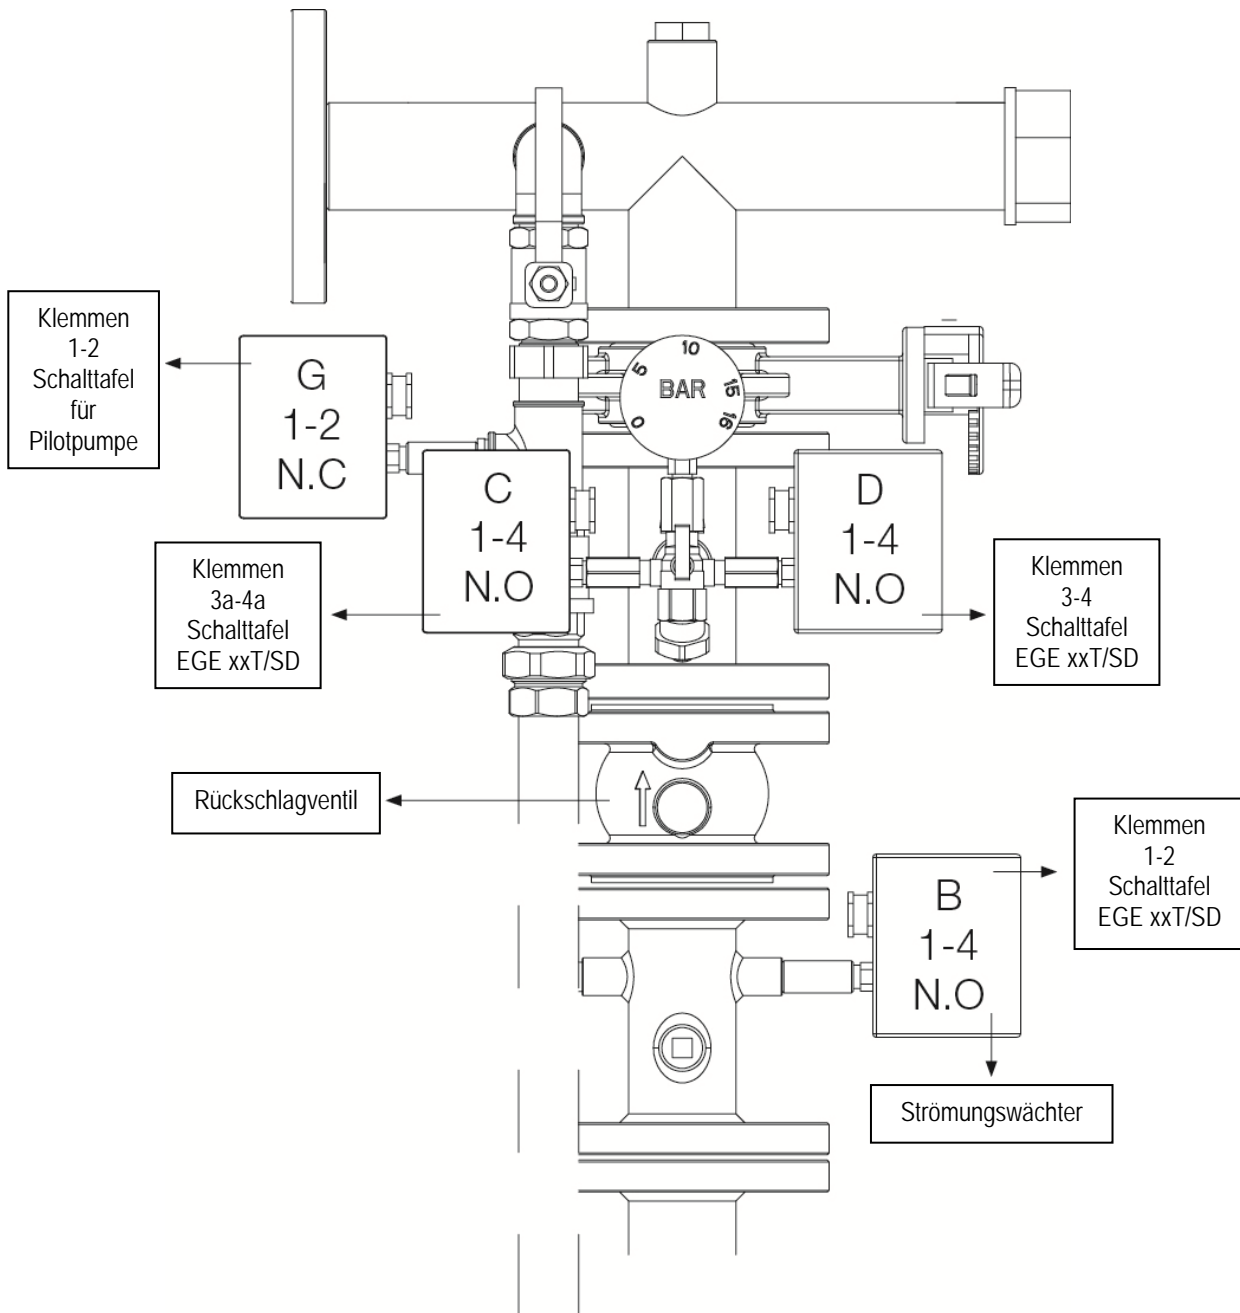 Klemmen
1-2
Schalttafel
für
Pilotpumpe
G
1-2
N.C
0
5
10
15
16
BAR
C
1-4
N.O
D
1-4
N.O
Klemmen
3a-4a
Schalttafel
EGE xxT/SD
Klemmen
3-4
Schalttafel
EGE xxT/SD
Rückschlagventil
Klemmen
1-2
Schalttafel
EGE xxT/SD
B
1-4
N.O
Strömungswächter